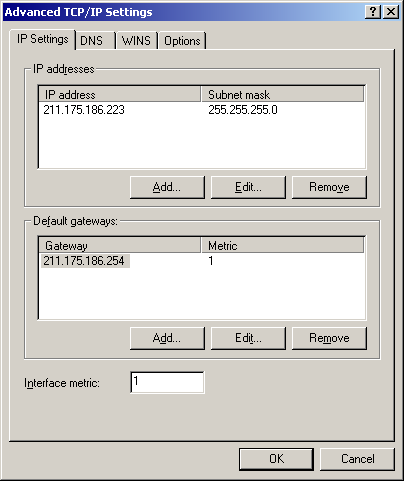 Advanced TCP/IP Settings
IP Settings DNS WINS Options
IP addresses
IP address Subnet mask
211.175.186.223 255.255.255.0
Add... Edit... Remove
Default gateways:
Gateway Metric
211.175.186.254 1
Add... Edit... Remove
Interface metric: 1
OK Cancel